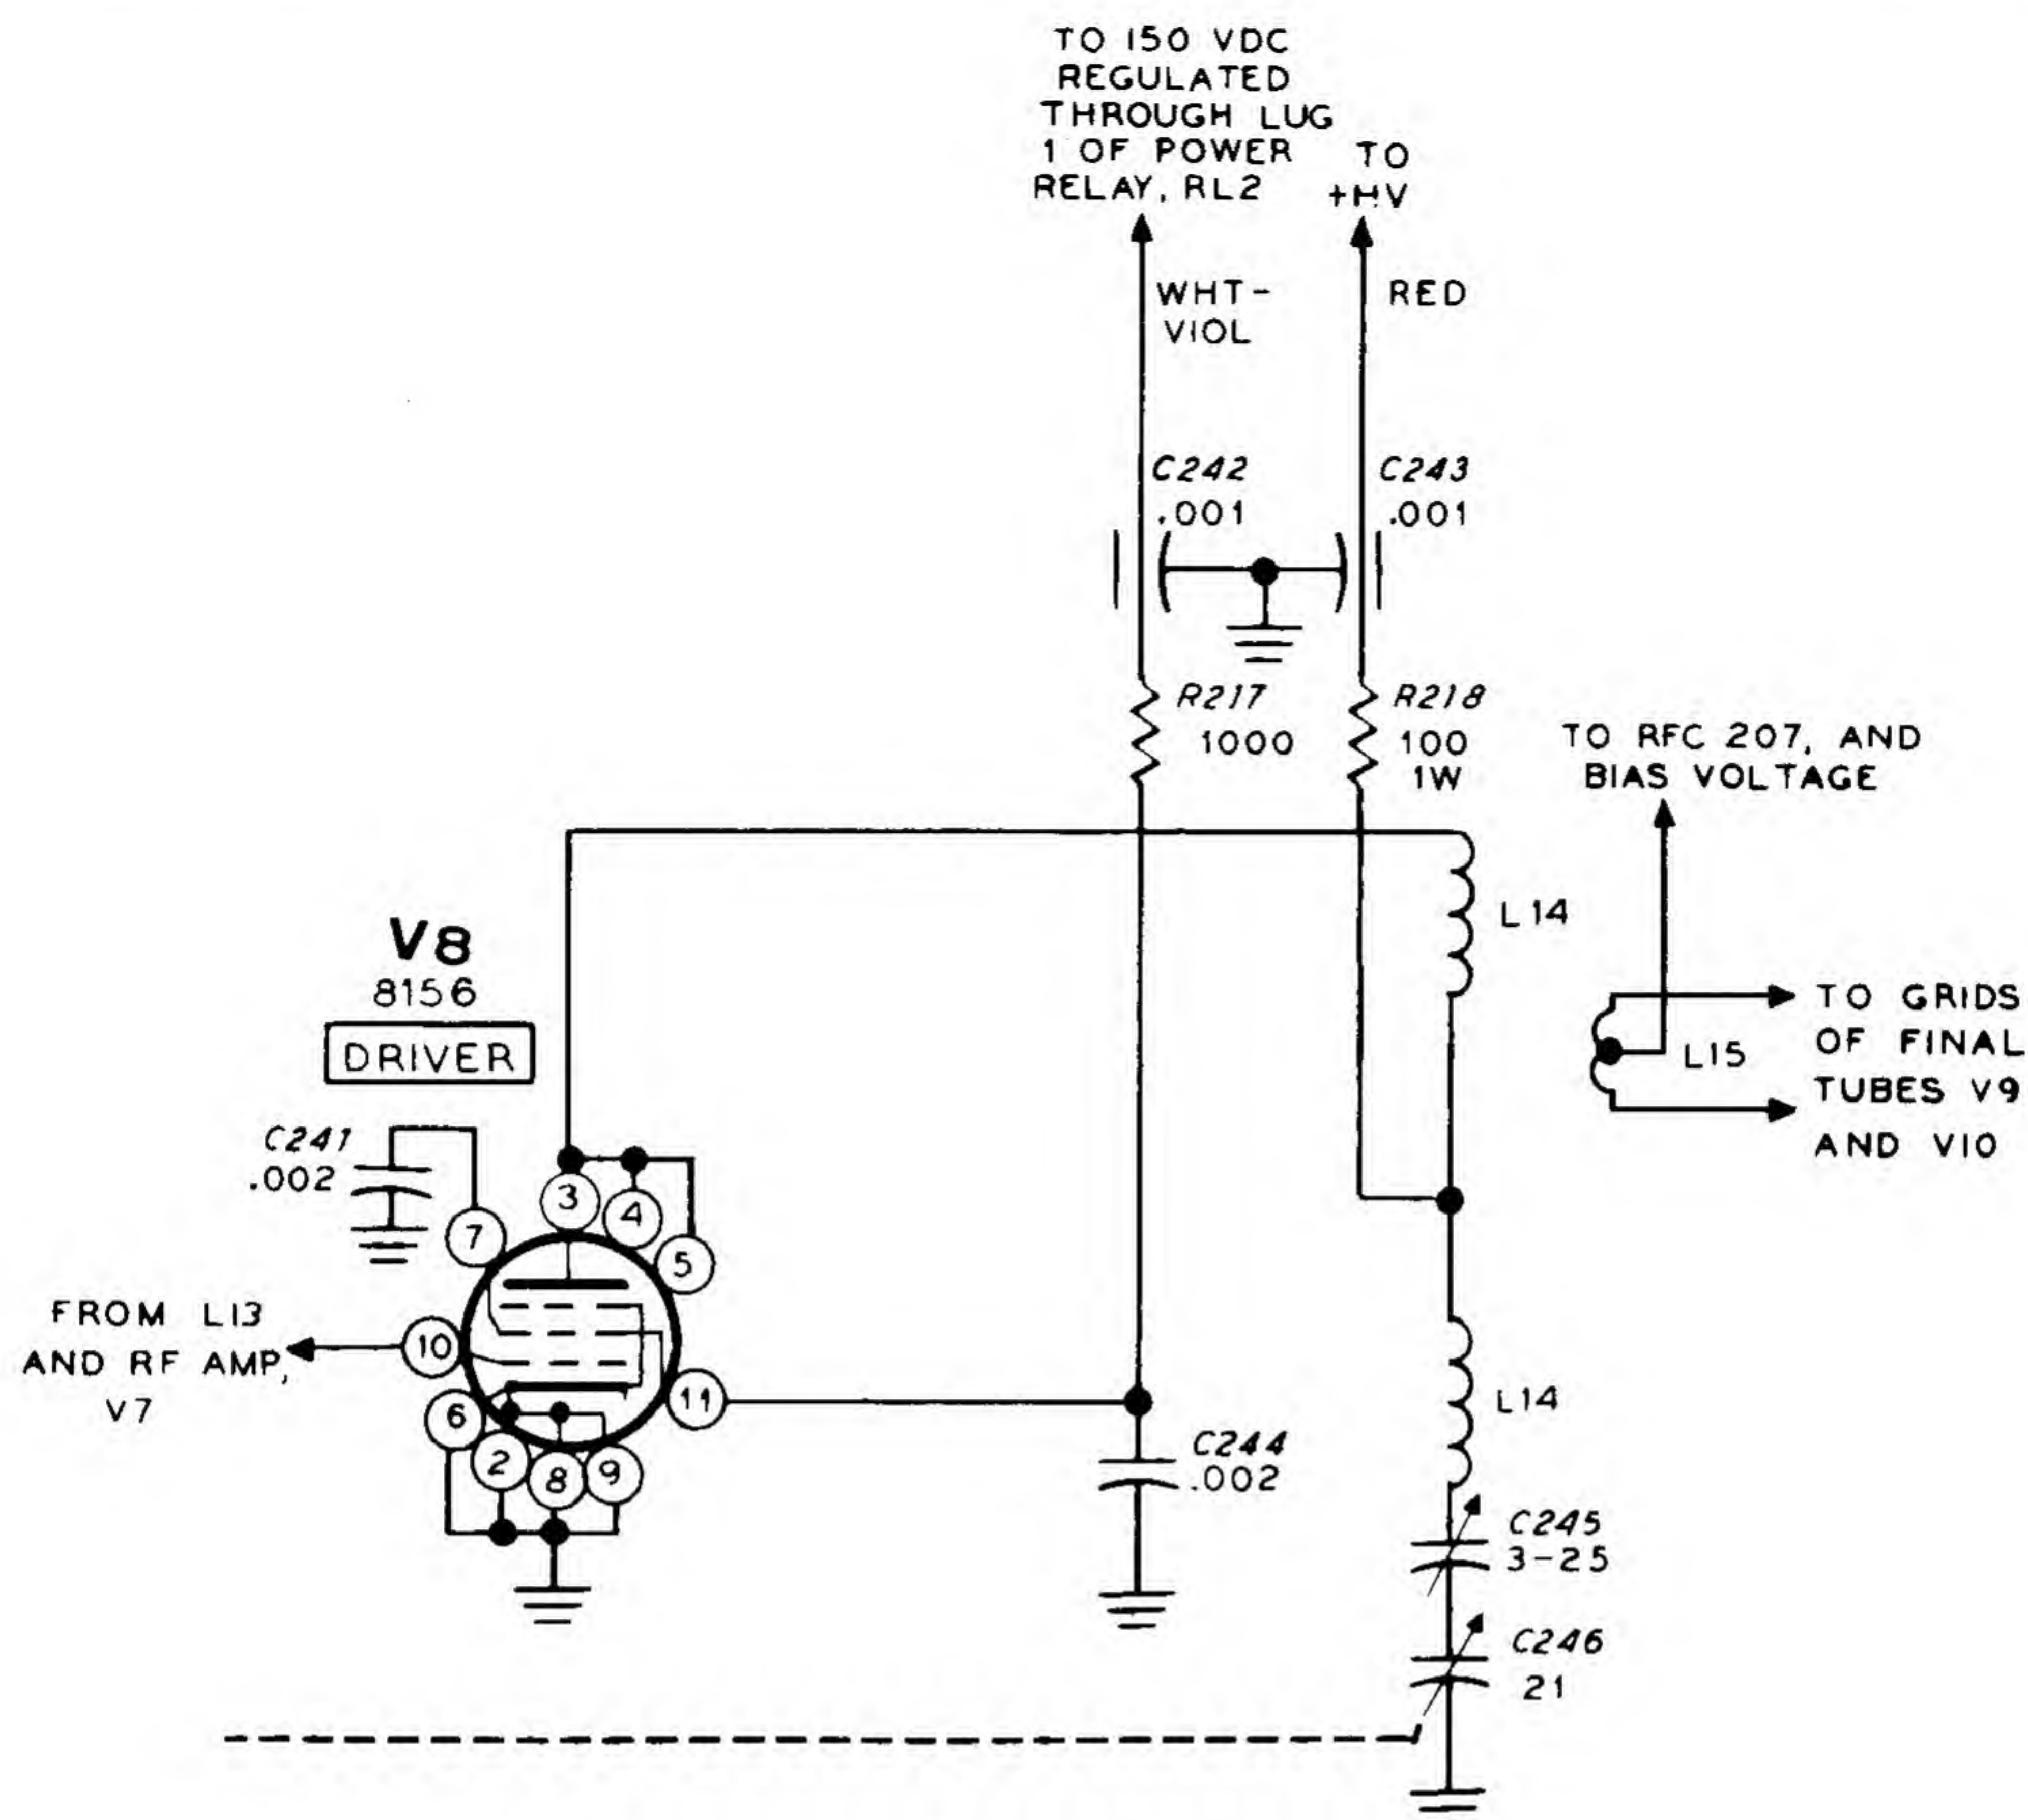 TO 150 VDC
REGULATED
THROUGH LUG
1 OF POWER
RELAY, RL2
TO
+HV
WHT-
VIOL
RED
C242
.001
C243
.001
R217
1000
R218
100
1W
TO RFC 207, AND
BIAS VOLTAGE
L14
V8
8156
DRIVER
L15
TO GRIDS
OF FINAL
TUBES V9
AND V10
C241
.002
3
4
5
7
FROM L13
AND RF AMP,
V7
10
6
2
8
9
11
C244
.002
L14
C245
3-25
C246
21